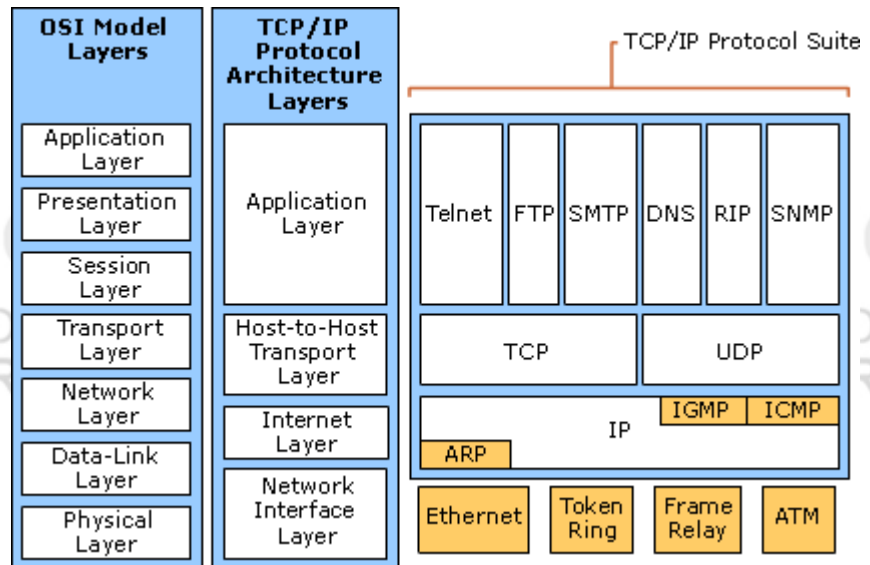 OSI Model
Layers
Application
Layer
Presentation
Layer
Session
Layer
Transport
Layer
Network
Layer
Data-Link
Layer
Physical
Layer
TCP/IP
Protocol
Architecture
Layers
Application
Layer
Host-to-Host
Transport
Layer
Internet
Layer
Network
Interface
Layer
TCP/IP Protocol Suite
Telnet
FTP
SMTP
DNS
RIP
SNMP
TCP
UDP
IP
IGMP
ICMP
ARP
Ethernet
Token
Ring
Frame
Relay
ATM